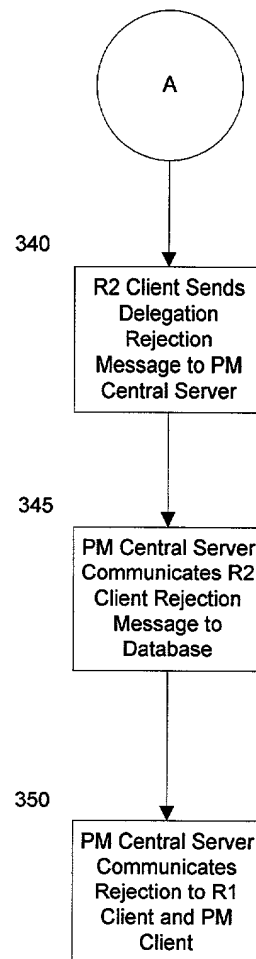 A
340
R2 Client Sends
Delegation
Rejection
Message to PM
Central Server
345
PM Central Server
Communicates R2
Client Rejection
Message to
Database
350
PM Central Server
Communicates
Rejection to R1
Client and PM
Client